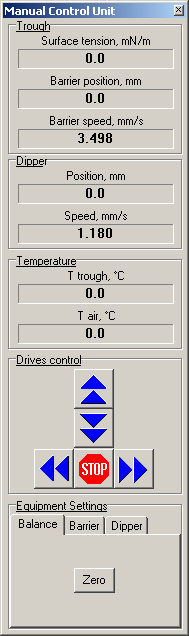 Manual Control Unit
Trough
Surface tension, mN/m
0.0
Barrier position, mm
0.0
Barrier speed, mm/s
3.498
Dipper
Position, mm
0.0
Speed, mm/s
1.180
Temperature
T trough, °C
0.0
T air, °C
0.0
Drives control
STOP
Equipment Settings
Balance Barrier Dipper
Zero